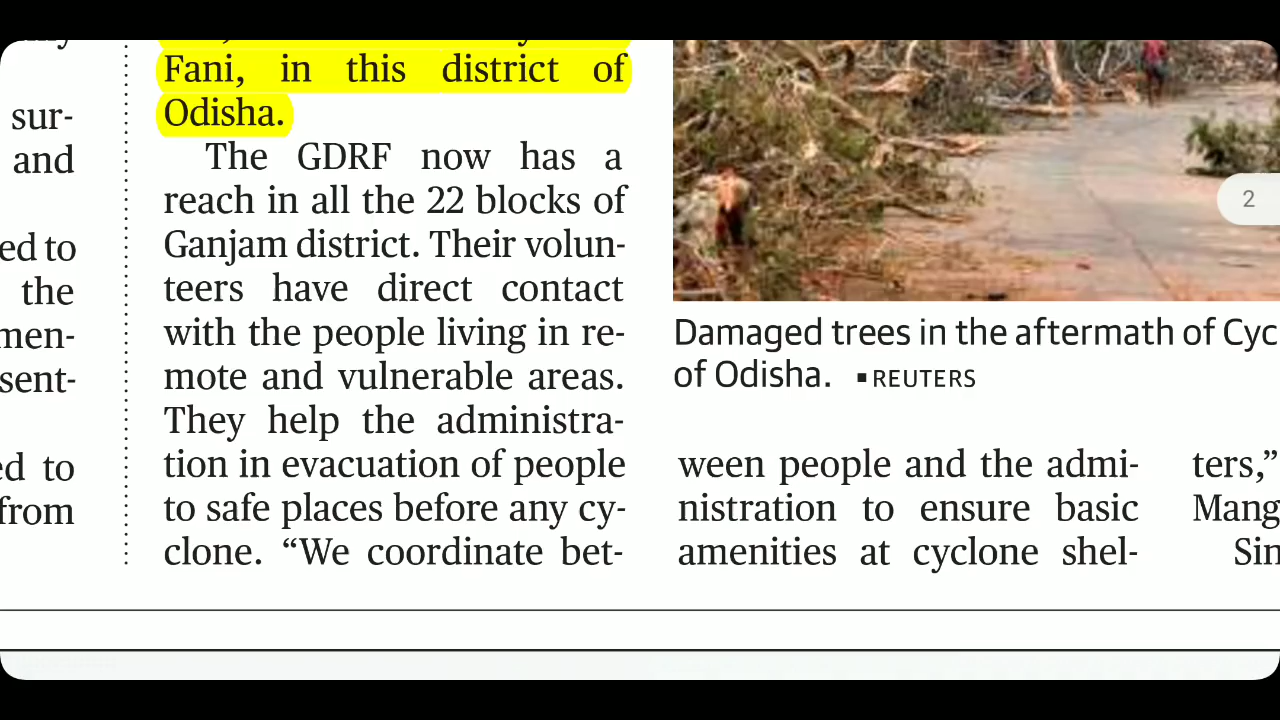 Fani, in this district of
Odisha.
The GDRF now has a
reach in all the 22 blocks of
Ganjam district. Their volun-
teers have direct contact
with the people living in re-
mote and vulnerable areas.
They help the administra-
tion in evacuation of people
to safe places before any cy-
clone. “We coordinate bet-
sur-
and
ed to
the
men-
sent-
ed to
from
2
Damaged trees in the aftermath of Cyc
of Odisha. ▪REUTERS
ween people and the admi-
nistration to ensure basic
amenities at cyclone shel-
ters,”
Mang
Sin